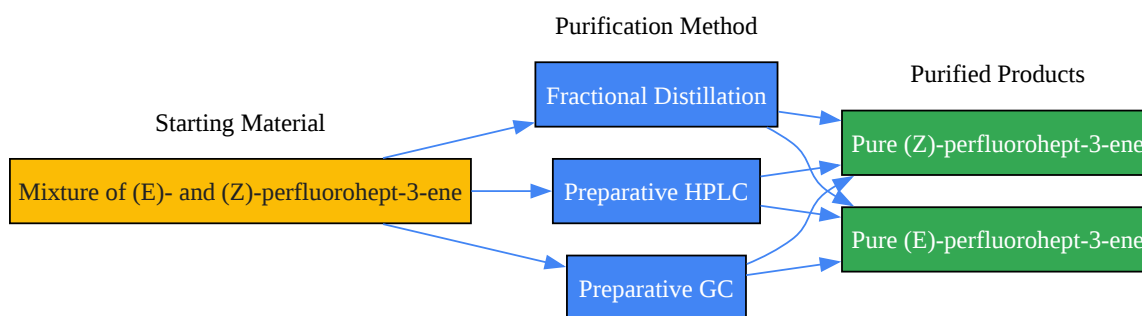 Purification Method
Purified Products
Starting Material
Fractional Distillation
Pure (Z)-perfluorohept-3-ene
Mixture of (E)- and (Z)-perfluorohept-3-ene
Preparative HPLC
Pure (E)-perfluorohept-3-ene
Preparative GC